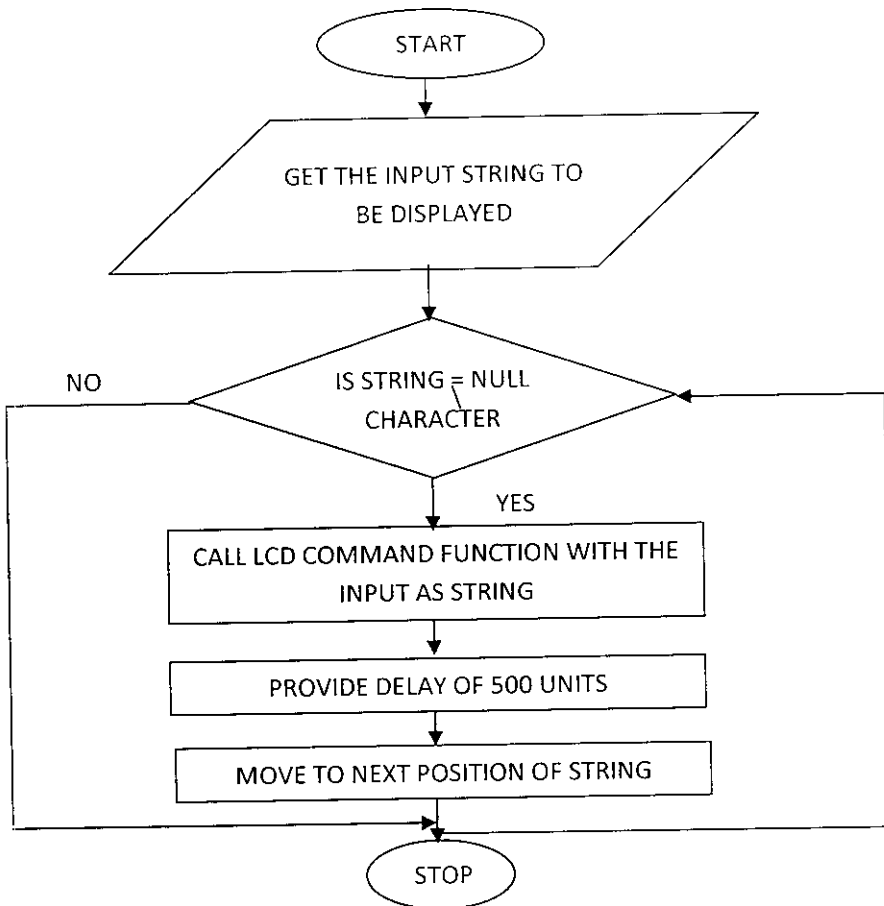 START
GET THE INPUT STRING TO
BE DISPLAYED
NO
IS STRING = NULL
CHARACTER
YES
CALL LCD COMMAND FUNCTION WITH THE
INPUT AS STRING
PROVIDE DELAY OF 500 UNITS
MOVE TO NEXT POSITION OF STRING
STOP